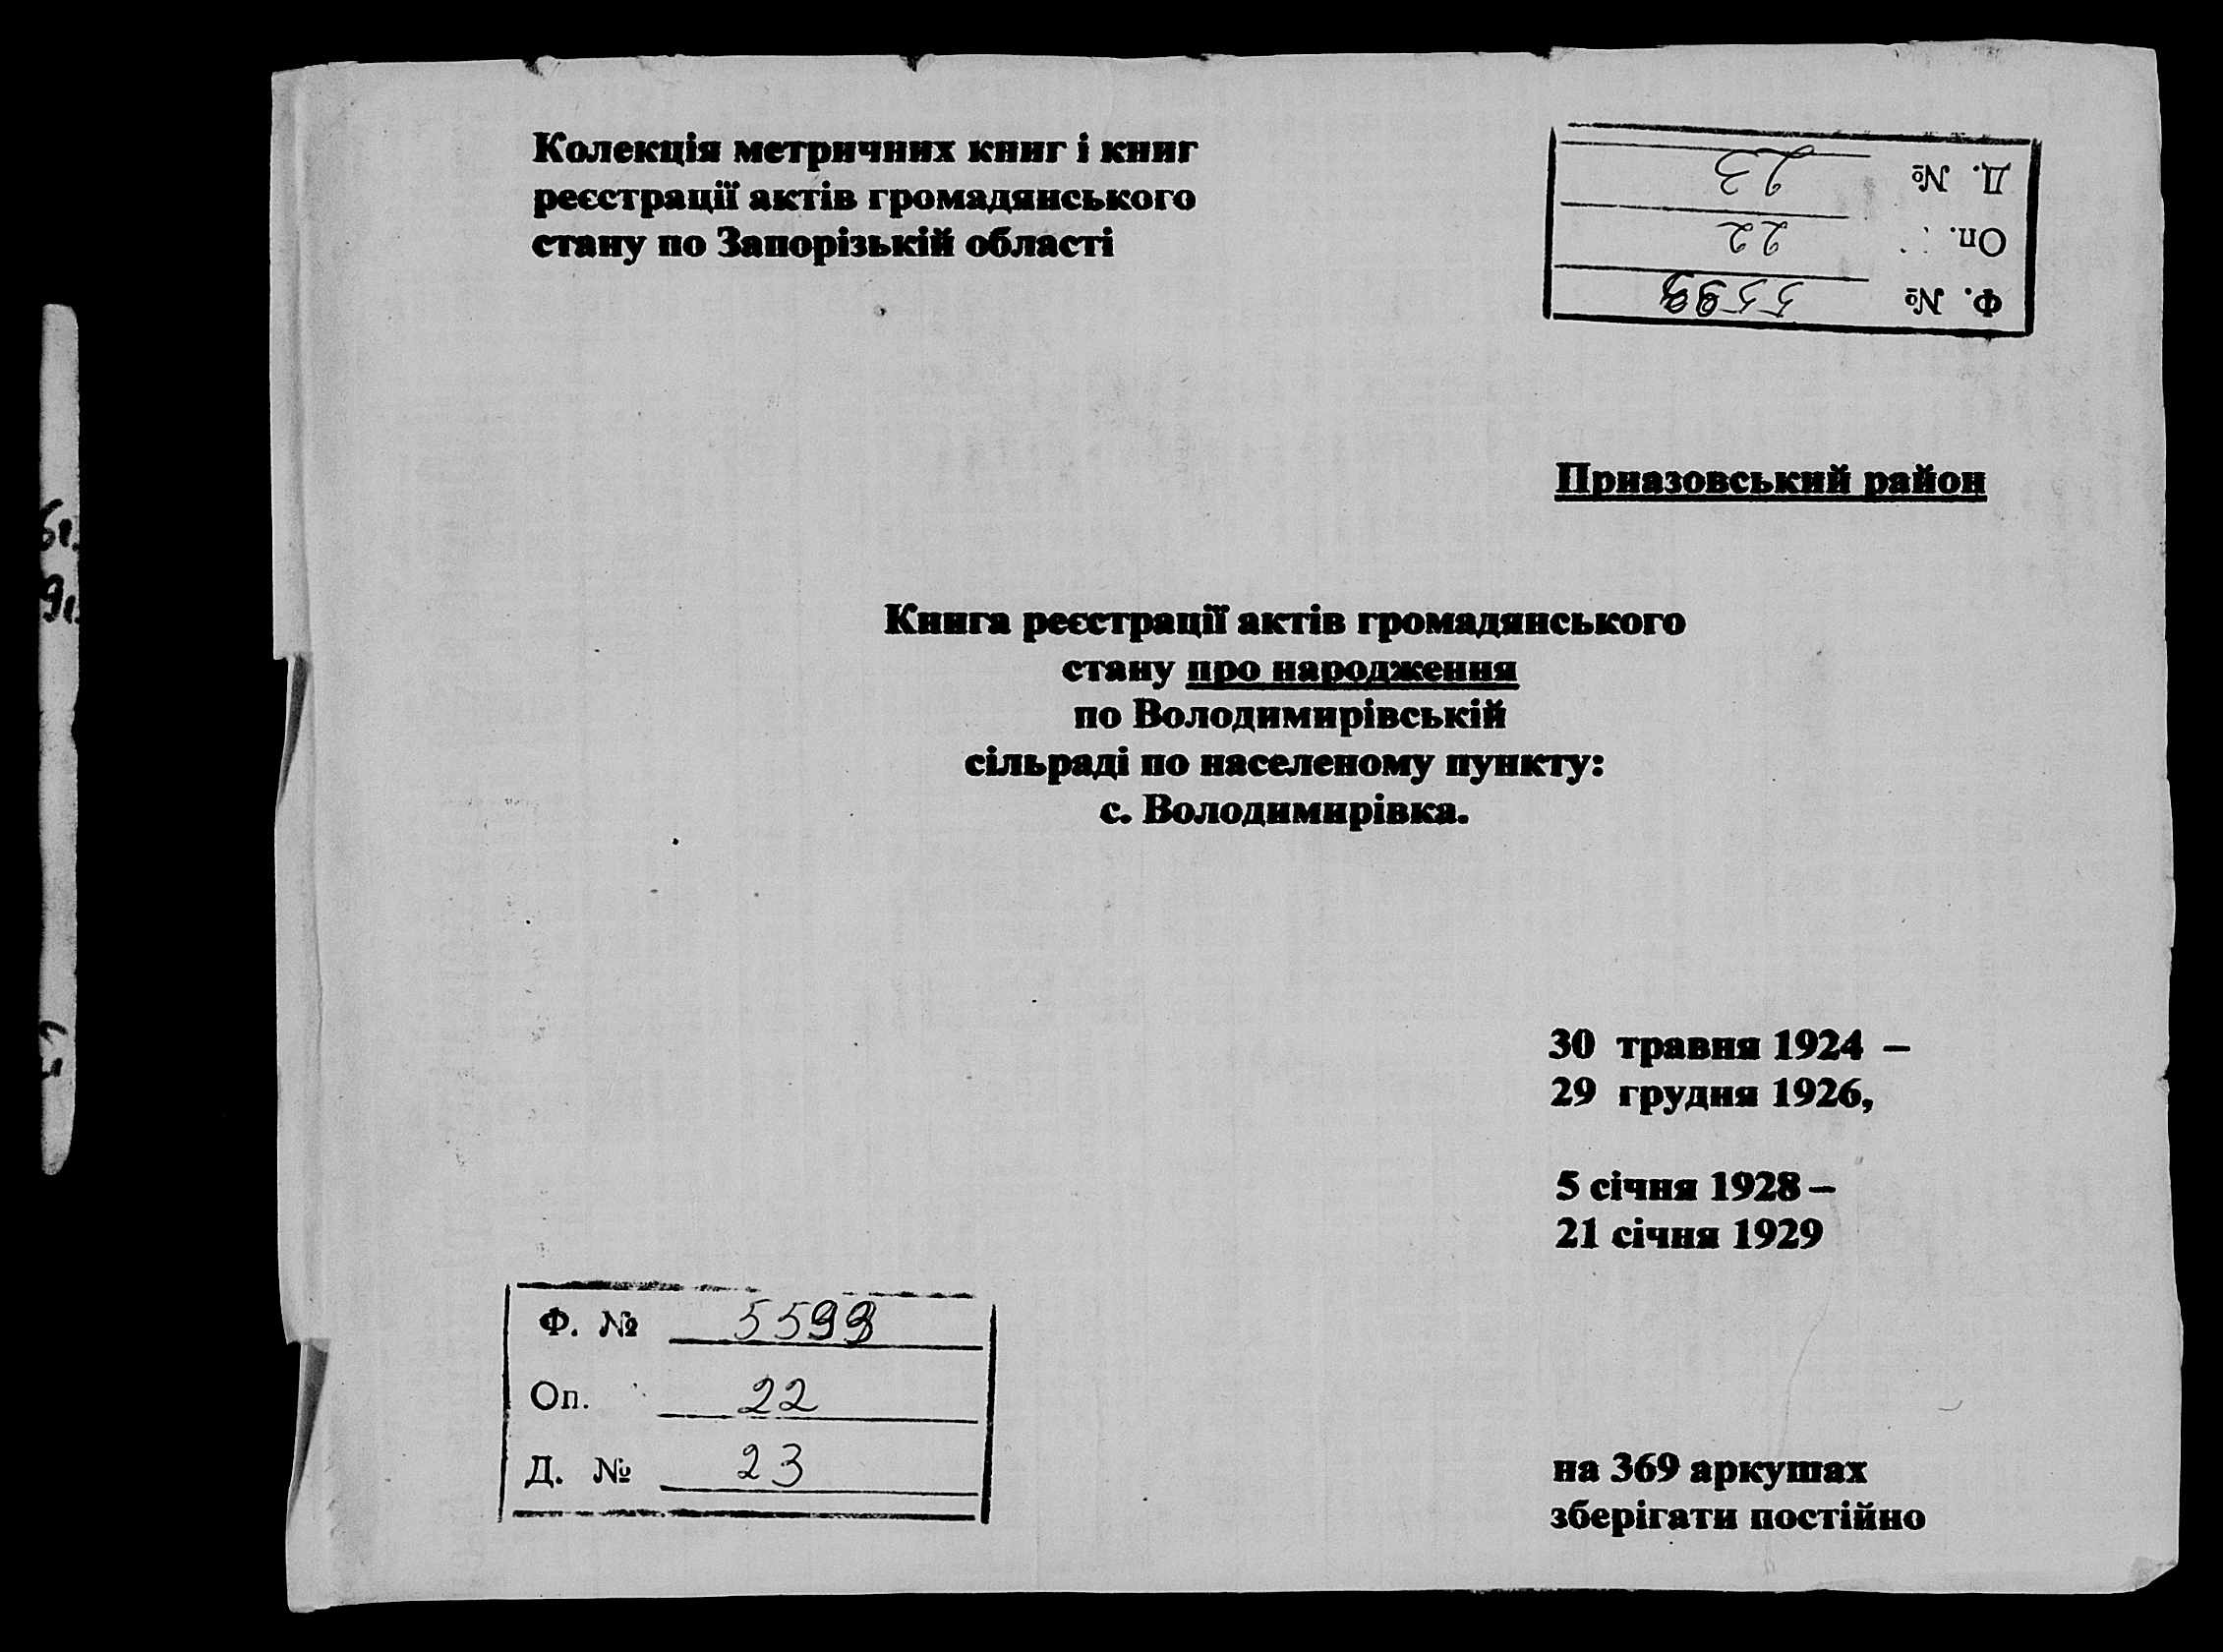 Колекція метричних книг і книг
реєстрації актів громадянського
стану по Запорізькій області
Ф. № 5593
Оп. 22
Д. № 23
Приазовський район
Книга реєстрації актів громадянського
стану про народження
по Володимирівській
сільраді по населеному пункту:
с. Володимирівка.
30 травня 1924 –
29 грудня 1926,
5 січня 1928 –
21 січня 1929
Ф. № 5593
Оп. 22
Д. № 23
на 369 аркушах
зберігати постійно